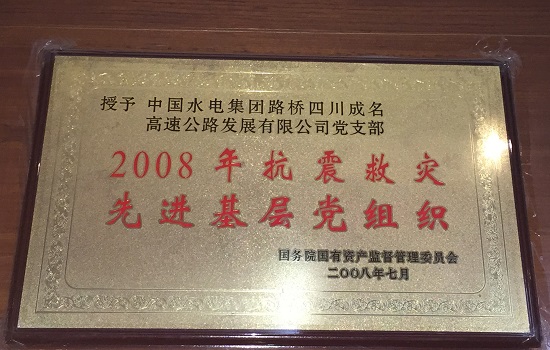 授予 中国水电集团路桥四川成名
高速公路发展有限公司党支部
2008年抗震救灾
先进基层党组织
国务院国有资产监督管理委员会
二〇〇八年七月